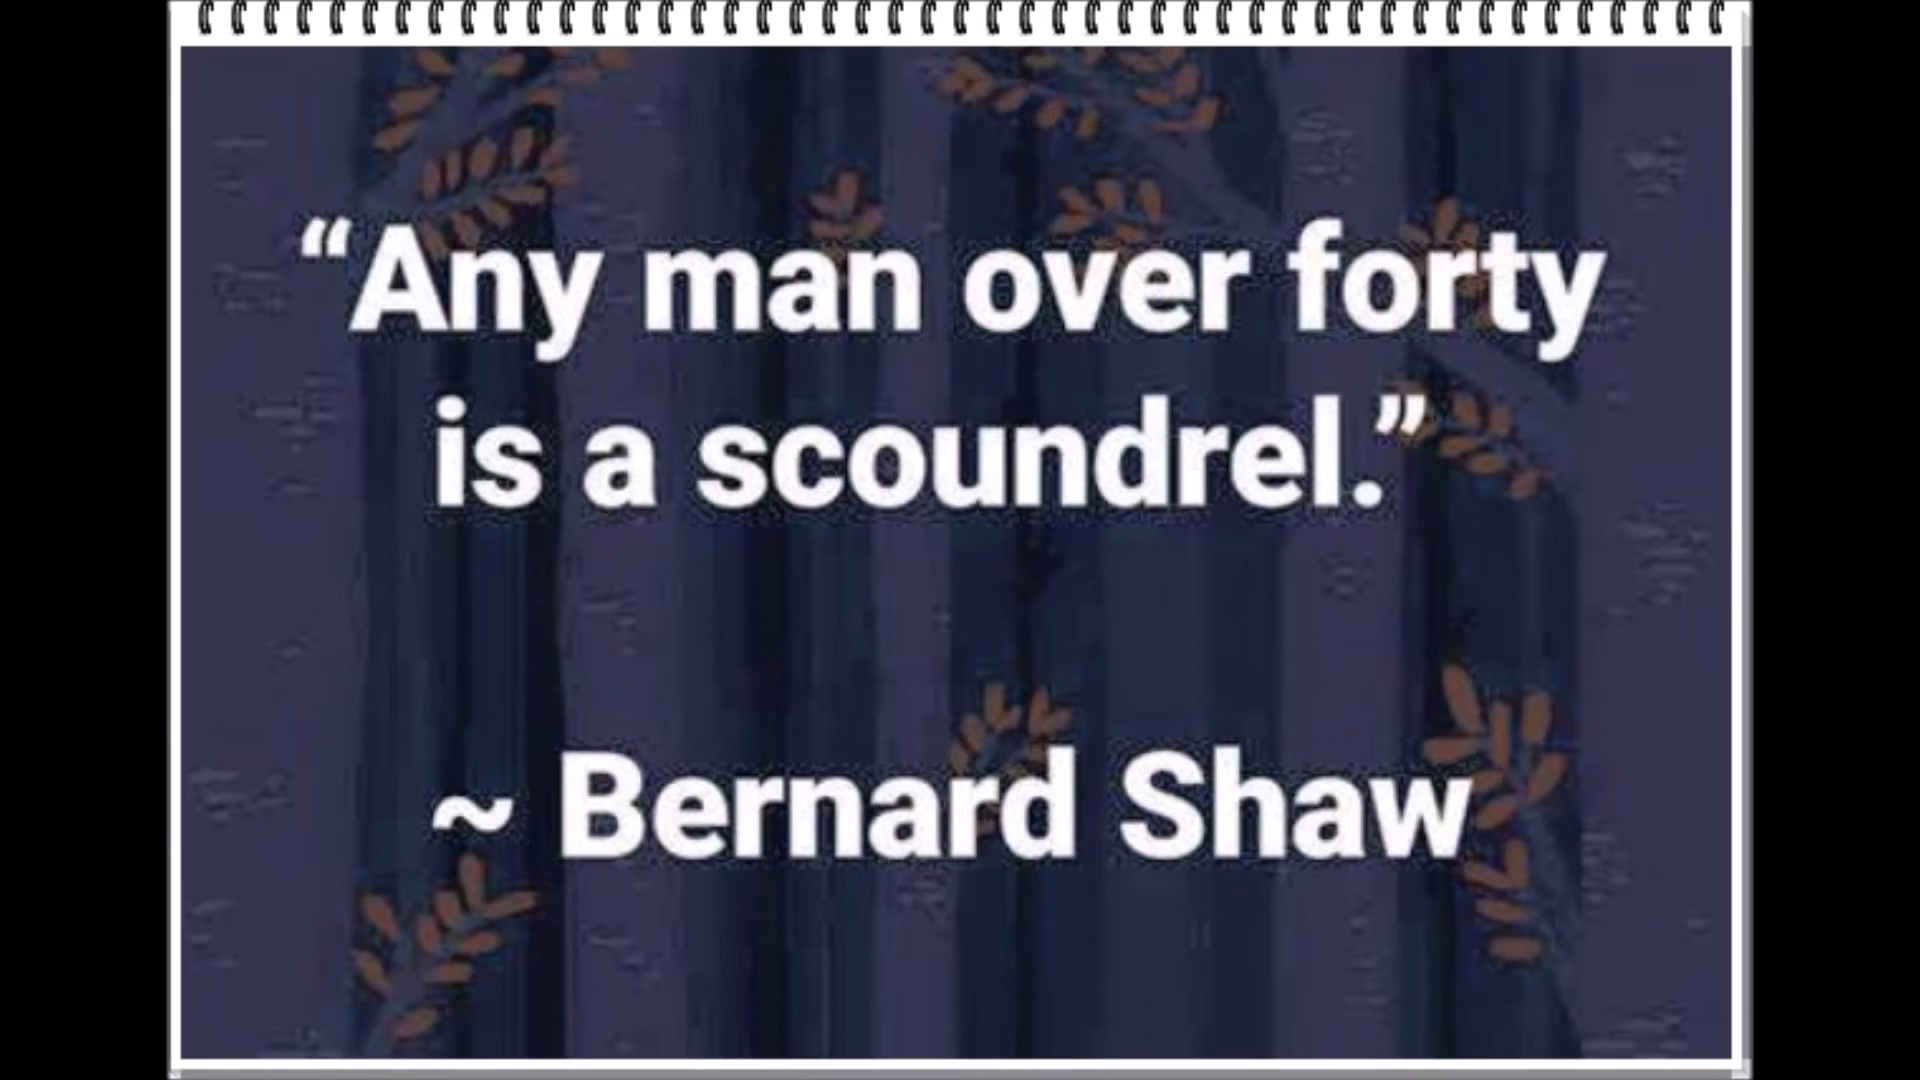 “Any man over forty
is a scoundrel.”
~ Bernard Shaw